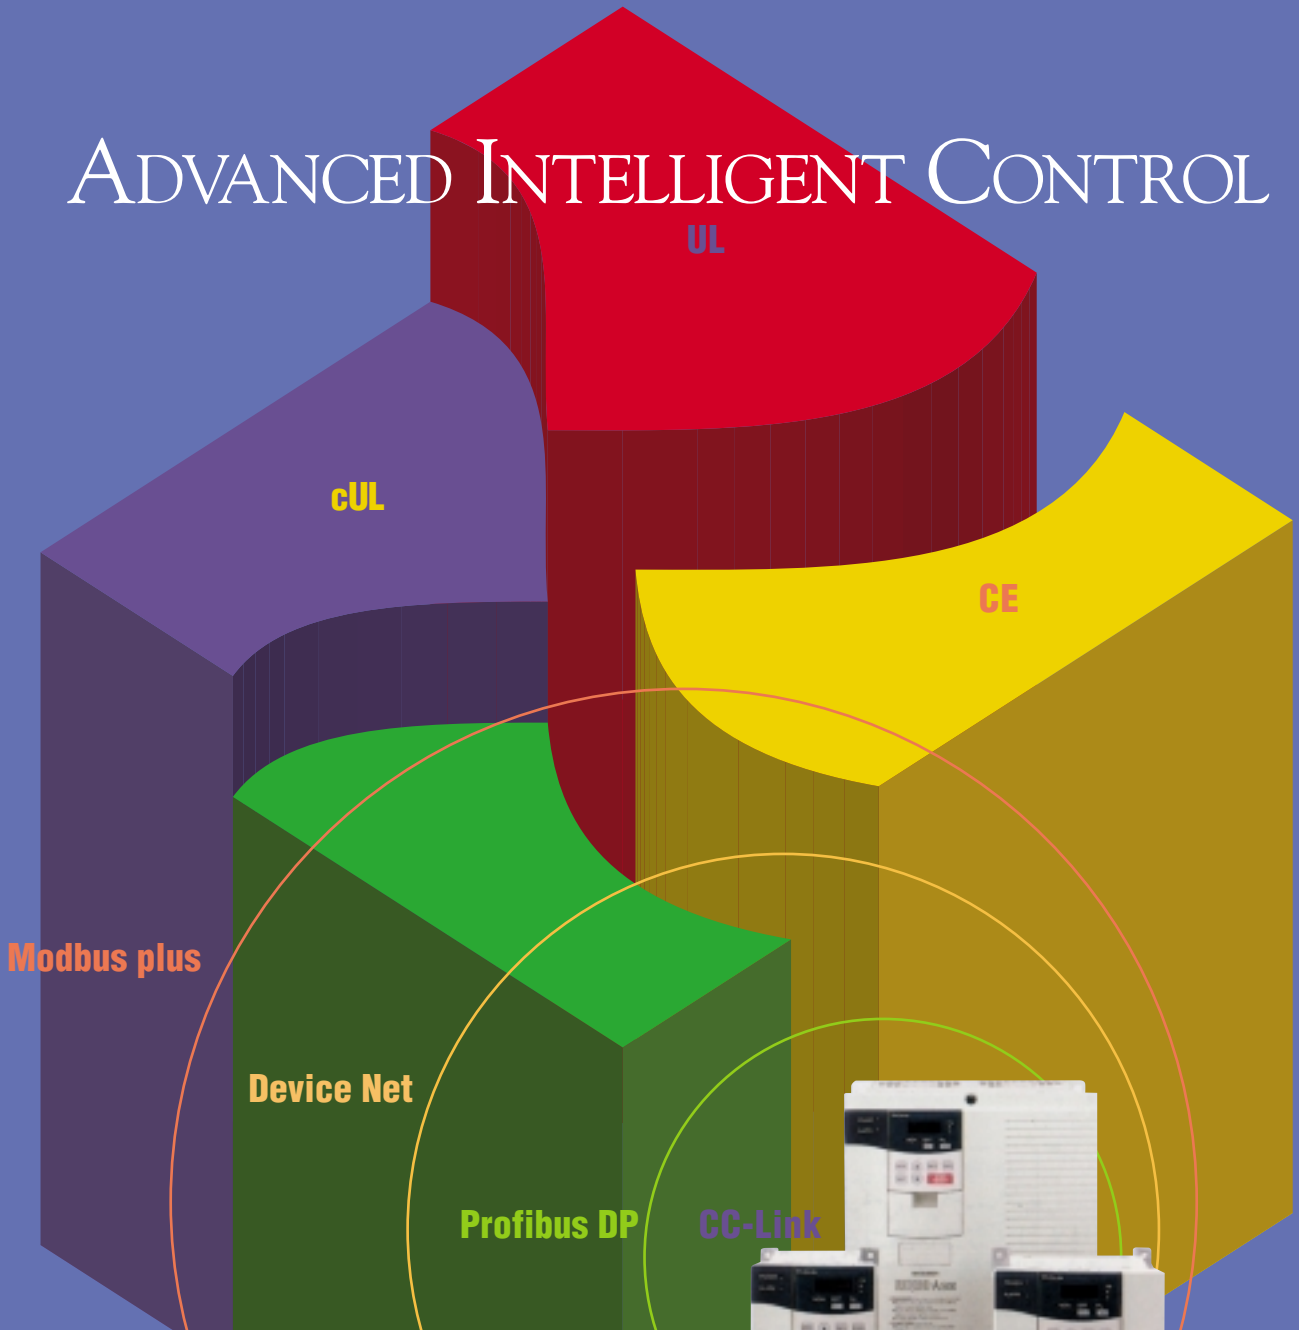 ADVANCED INTELLIGENT CONTROL
UL
cUL
CE
Modbus plus
Device Net
Profibus DP
CC-Link